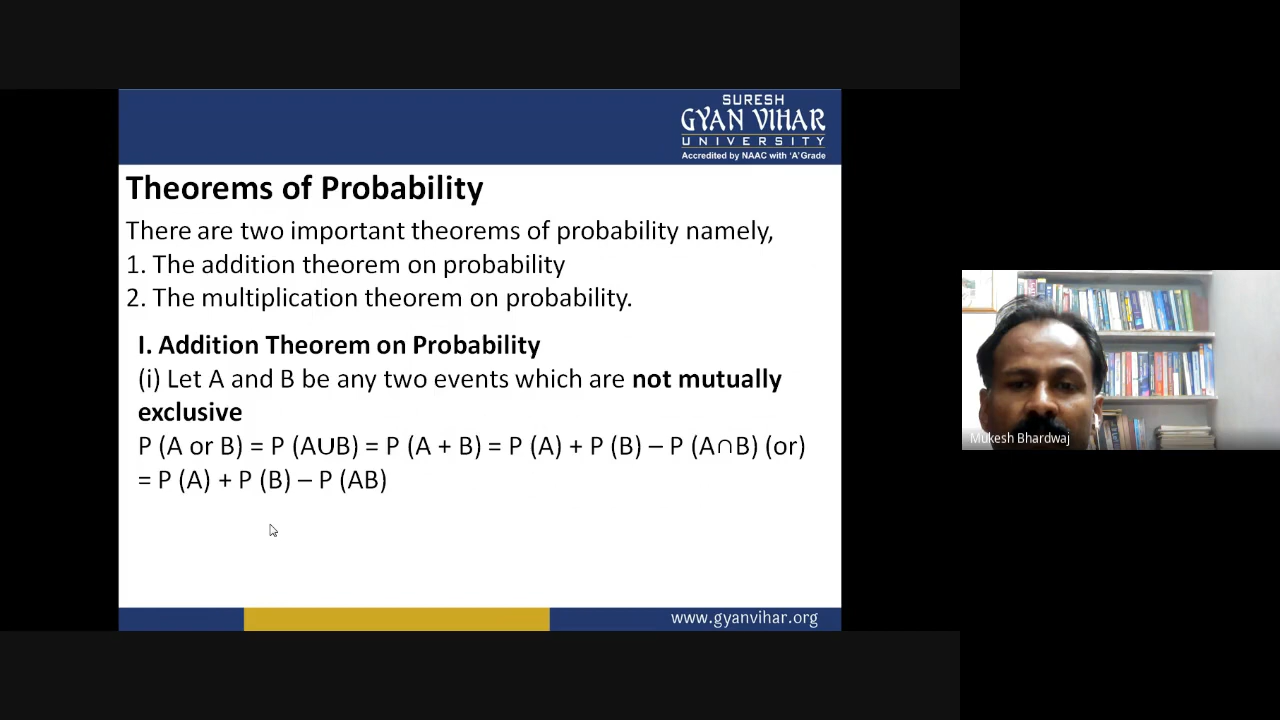 SURESH
GYAN VIHAR
UNIVERSITY
Accredited by NAAC with 'A' Grade
Theorems of Probability
There are two important theorems of probability namely,
1. The addition theorem on probability
2. The multiplication theorem on probability.
I. Addition Theorem on Probability
(i) Let A and B be any two events which are not mutually
exclusive
P (A or B) = P (A∪B) = P (A + B) = P (A) + P (B) – P (A∩B) (or)
= P (A) + P (B) – P (AB)
www.gyanvihar.org
Mukesh Bhardwaj